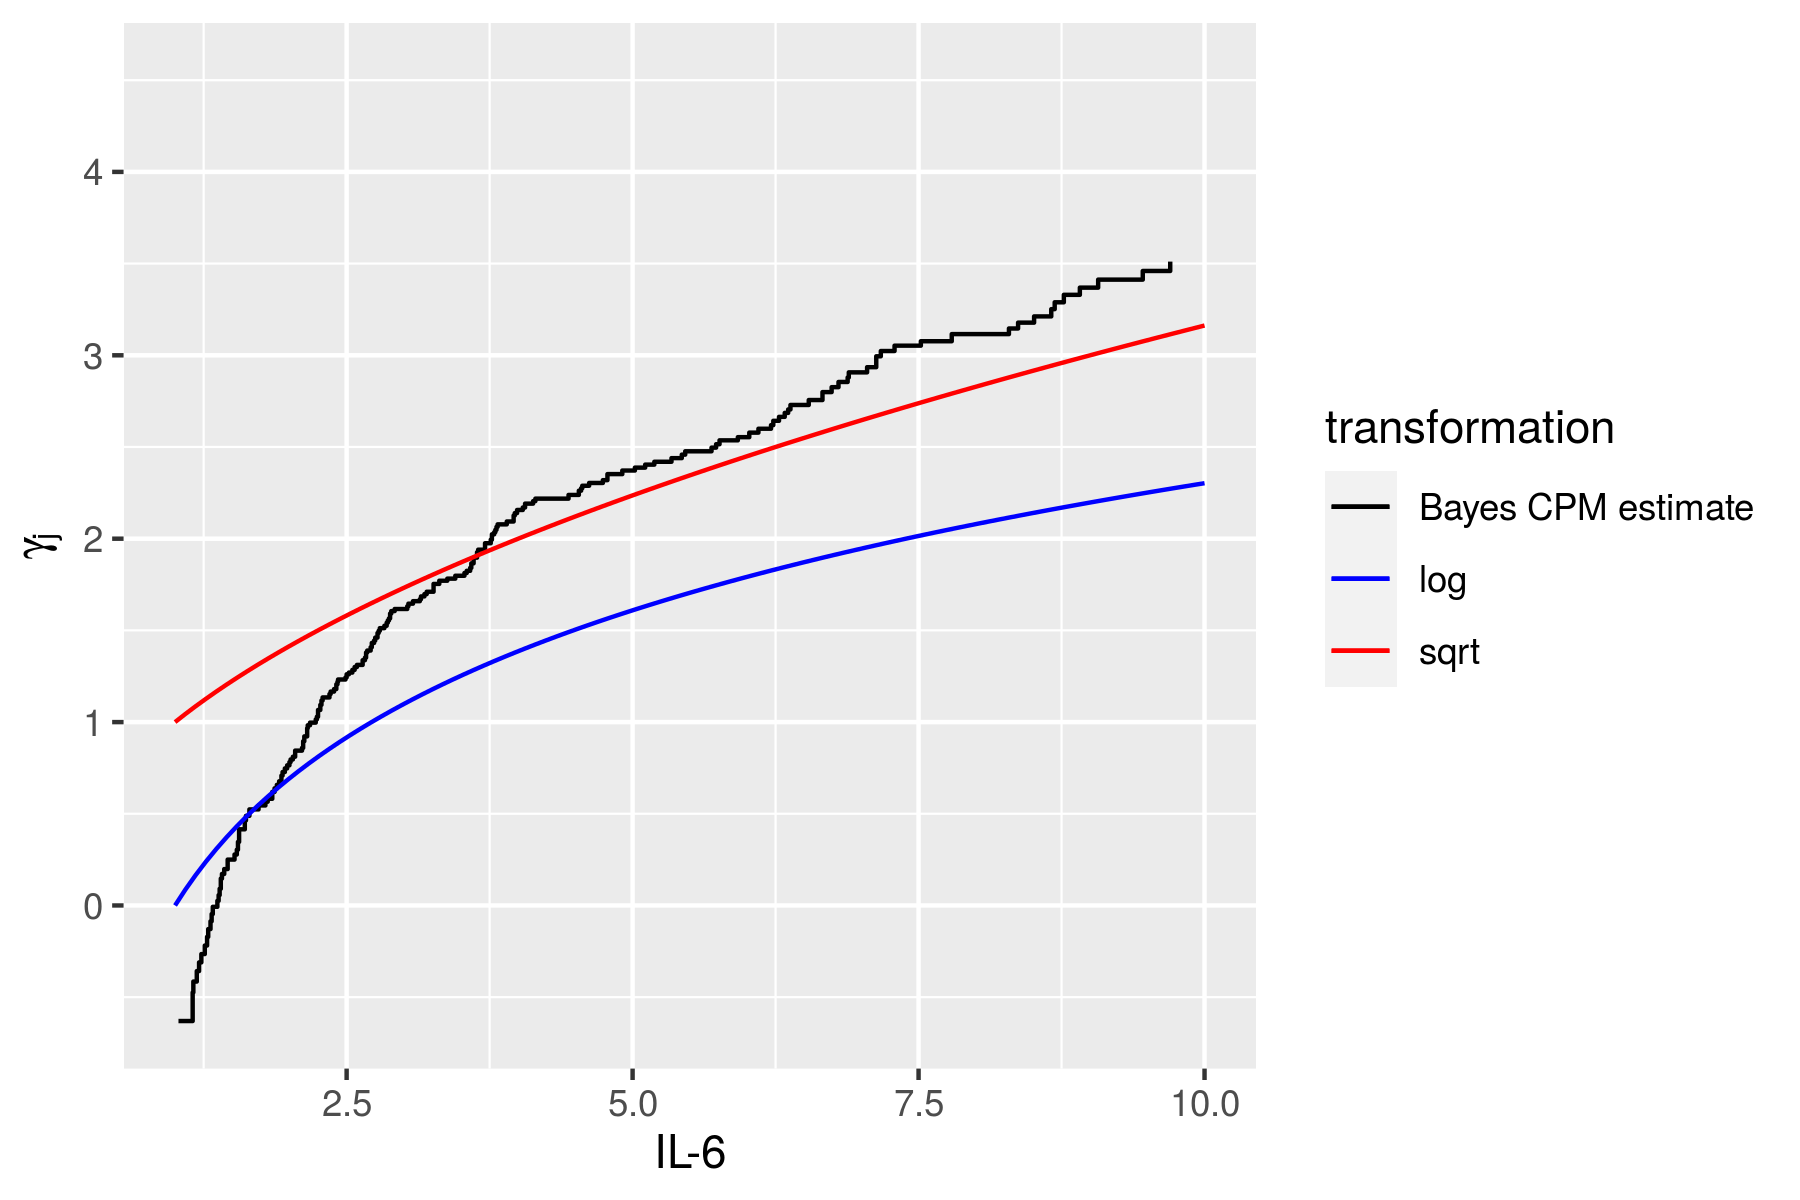 4
3
2
1
0
γj
2.5 5.0 7.5 10.0
IL-6
transformation
Bayes CPM estimate
log
sqrt